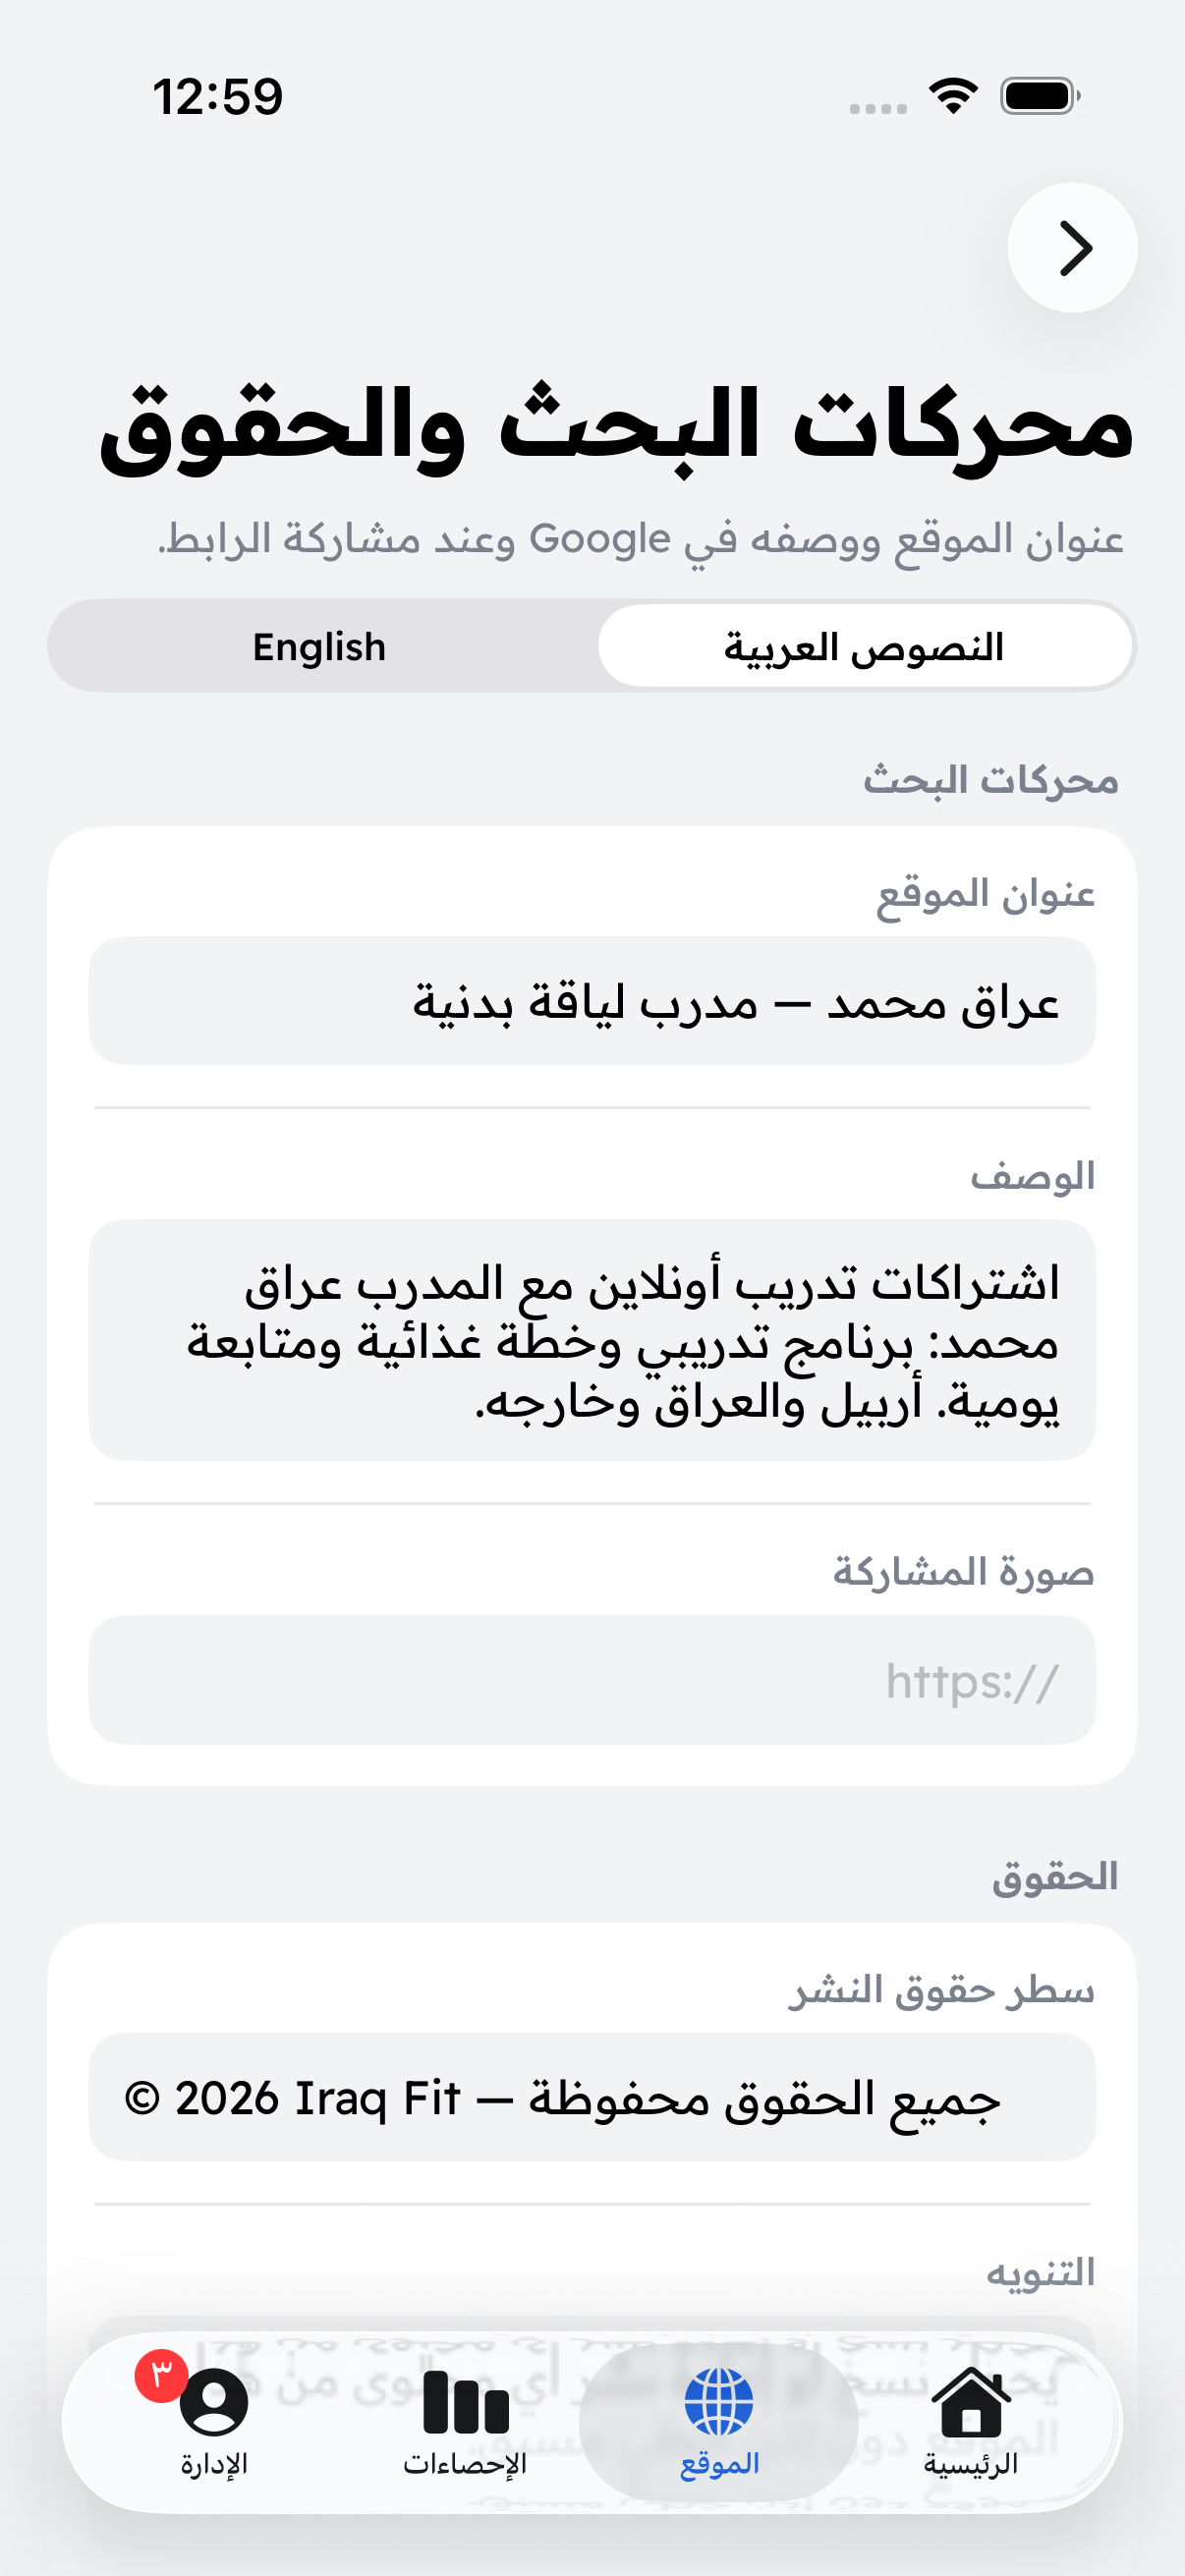 12:59
محركات البحث والحقوق
عنوان الموقع ووصفه في Google وعند مشاركة الرابط.
النصوص العربية
English
محركات البحث
عنوان الموقع
عراق محمد — مدرب لياقة بدنية
الوصف
اشتراكات تدريب أونلاين مع المدرب عراق
محمد: برنامج تدريبي وخطة غذائية ومتابعة
يومية. أربيل والعراق وخارجه.
صورة المشاركة
https://
الحقوق
سطر حقوق النشر
© 2026 Iraq Fit — جميع الحقوق محفوظة
التنويه
الرئيسية
الموقع
الإحصاءات
الإدارة
٣